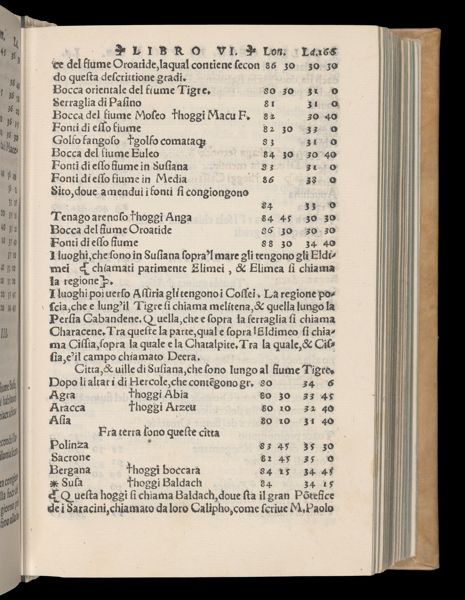 LIBRO VI. Lon. La. 166
ce del fiume Oroatide, laqual contiene secon 86 30 30 30
do questa descrittione gradi.
Bocca orientale del fiume Tigre. 80 30 31 0
Serraglia di Pasino 81 31 0
Bocca del fiume Moseo †hoggi Macu F. 82 30 40
Fonti di esso fiume 82 30 33 0
Golfo fangoso †golfo comataq; 83 31 0
Bocca del fiume Euleo 84 30 30 40
Fonti di esso fiume in Susiana 83 31 0
Fonti di esso fiume in Media 86 38 0
Sito, doue amendui i fonti si congiongono
84 33 0
Tenago arenoso †hoggi Anga 84 45 30 30
Bocca del fiume Oroatide 86 30 30 30
Fonti di esso fiume 88 30 34 40
I luoghi, che sono in Susiana sopra'l mare gli tengono gli Eldi-
mei ¶ chiamati parimente Elimei, & Elimea si chiama
la regione.
I luoghi poi uerso Assiria gli tengono i Cossei. La regione po-
scia, che e lung'il Tigre si chiama melitena, & quella lungo la
Persia Cabandene. Quella, che e sopra la serraglia si chiama
Characene. Tra queste la parte, qual e sopra l'Eldimeo si chia-
ma Cissia, sopra la quale e la Chatalpite. Tra la quale, & Cis-
sia, e'il campo chiamato Deera.
Citta, & uille di Susiana, che sono lungo al fiume Tigre.
Dopo li altari di Hercole, che contēgono gr. 80 34 6
Agra †hoggi Abia 80 30 33 45
Aracca †hoggi Arzeu 80 10 32 40
Asia 80 10 31 40
Fra terra sono queste citta
Polinza 83 45 35 30
Sacrone 82 45 35 0
Bergana †hoggi boccara 84 15 34 45
* Susa †hoggi Baldach 84 34 15
¶ Questa hoggi si chiama Baldach, doue sta il gran Pōtefice
de i Saracini, chiamato da loro Calipho, come scriue M. Paolo